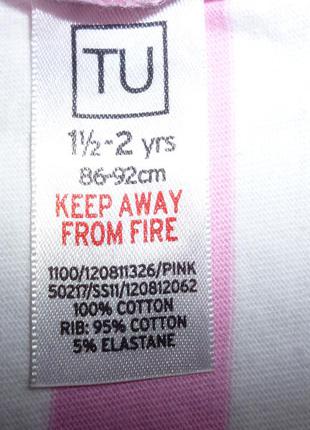 TU
1½-2 yrs
86-92cm
KEEP AWAY
FROM FIRE
1100/120811326/PINK
50217/SS11/120812062
100% COTTON
RIB: 95% COTTON
5% ELASTANE